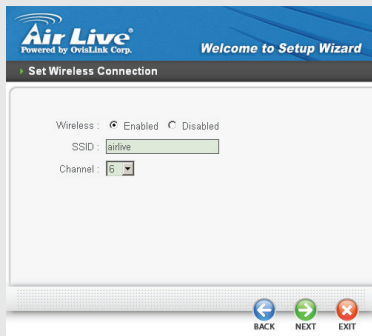 Air Live®
Powered by OvisLink Corp.
Welcome to Setup Wizard
Set Wireless Connection
Wireless : Enabled Disabled
SSID : airlive
Channel : 6
BACK NEXT EXIT